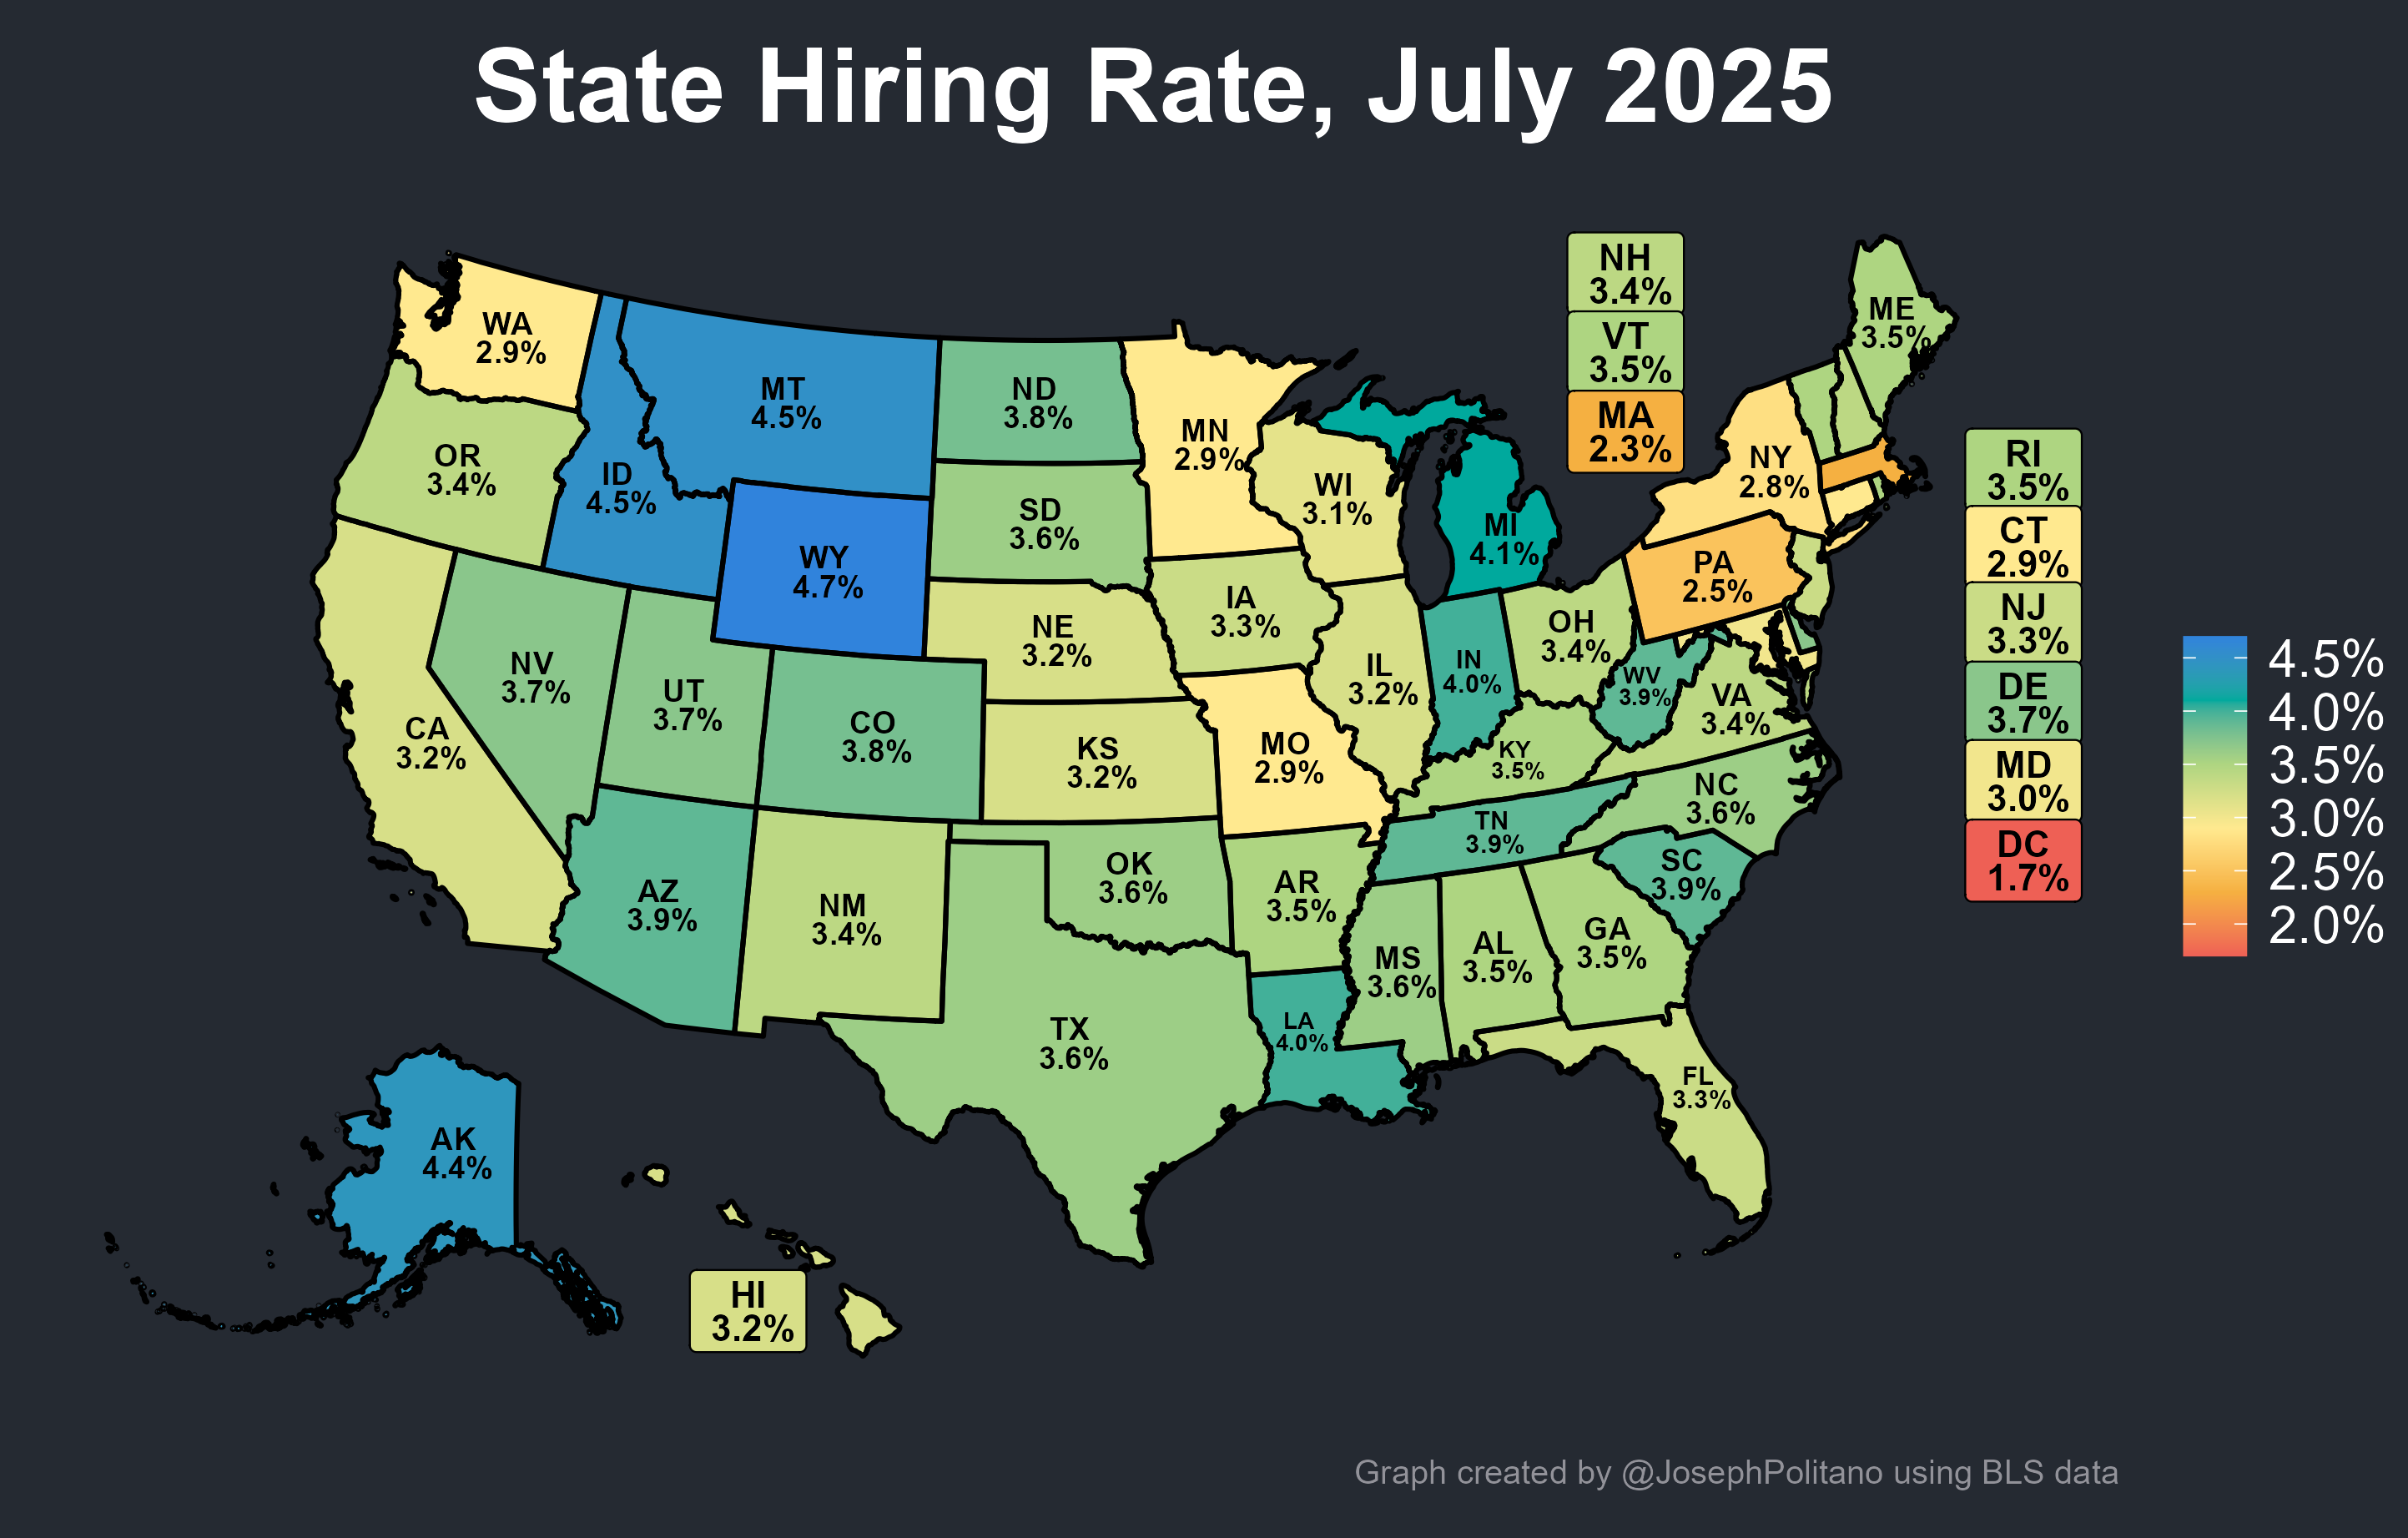 State Hiring Rate, July 2025
NH
3.4%
VT
3.5%
MA
2.3%
ME
3.5%
WA
2.9%
MT
4.5%
ND
3.8%
MN
2.9%
OR
3.4%
ID
4.5%
SD
3.6%
WI
3.1%
MI
4.1%
NY
2.8%
RI
3.5%
CT
2.9%
NJ
3.3%
DE
3.7%
MD
3.0%
DC
1.7%
WY
4.7%
PA
2.5%
IA
3.3%
NE
3.2%
OH
3.4%
IL
3.2%
IN
4.0%
WV
3.9%
VA
3.4%
NV
3.7%
UT
3.7%
CO
3.8%
CA
3.2%
KS
3.2%
MO
2.9%
KY
3.5%
NC
3.6%
TN
3.9%
SC
3.9%
AZ
3.9%
NM
3.4%
OK
3.6%
AR
3.5%
MS
3.6%
AL
3.5%
GA
3.5%
TX
3.6%
LA
4.0%
FL
3.3%
AK
4.4%
HI
3.2%
4.5%
4.0%
3.5%
3.0%
2.5%
2.0%
Graph created by @JosephPolitano using BLS data